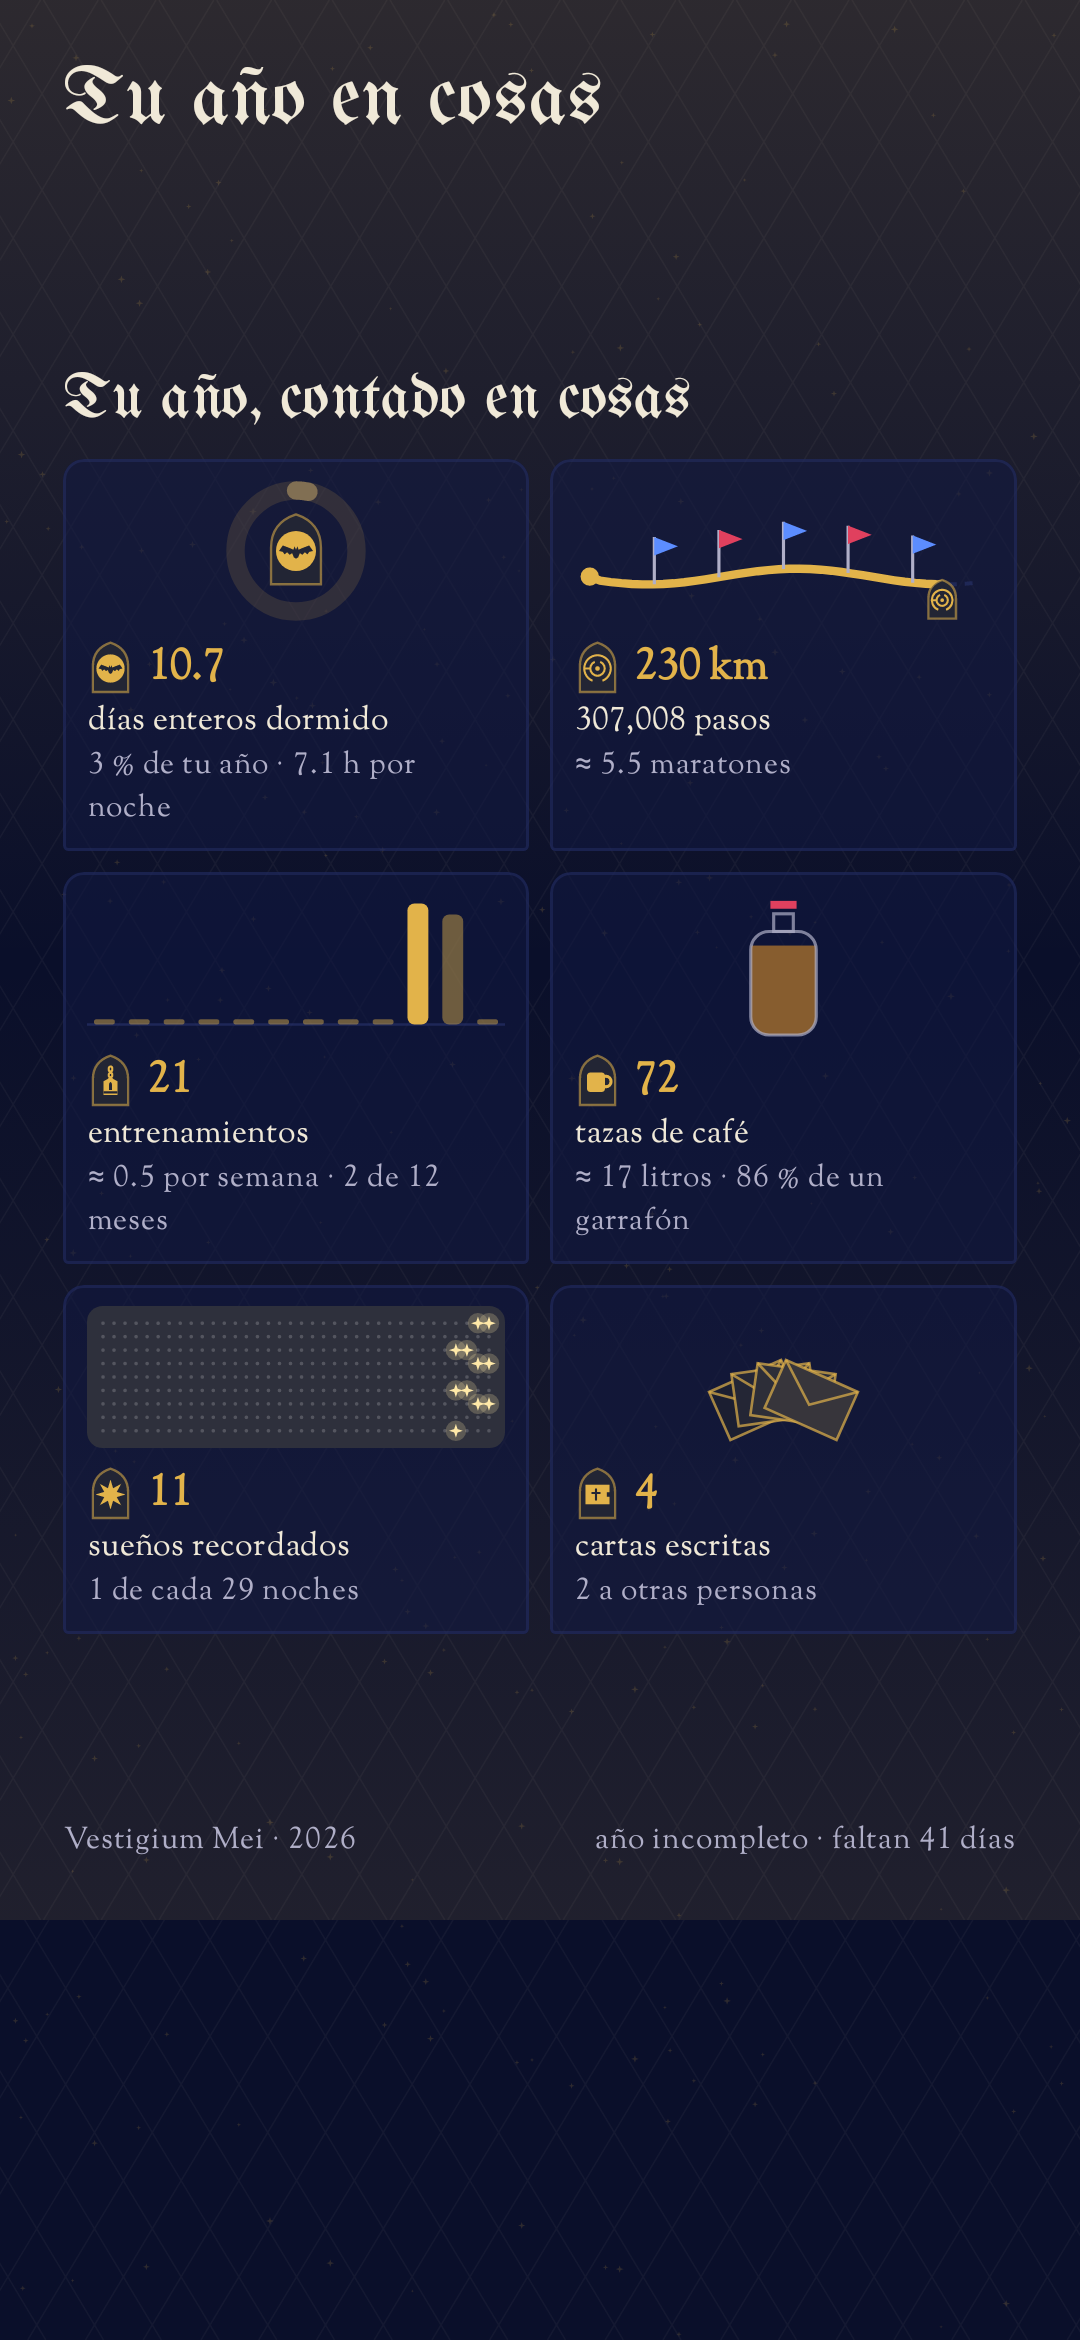 Tu año en cosas
Tu año, contado en cosas
10.7
días enteros dormido
3 % de tu año · 7.1 h por
noche
230 km
307,008 pasos
≈ 5.5 maratones
21
entrenamientos
≈ 0.5 por semana · 2 de 12
meses
72
tazas de café
≈ 17 litros · 86 % de un
garrafón
11
sueños recordados
1 de cada 29 noches
4
cartas escritas
2 a otras personas
Vestigium Mei · 2026
año incompleto · faltan 41 días